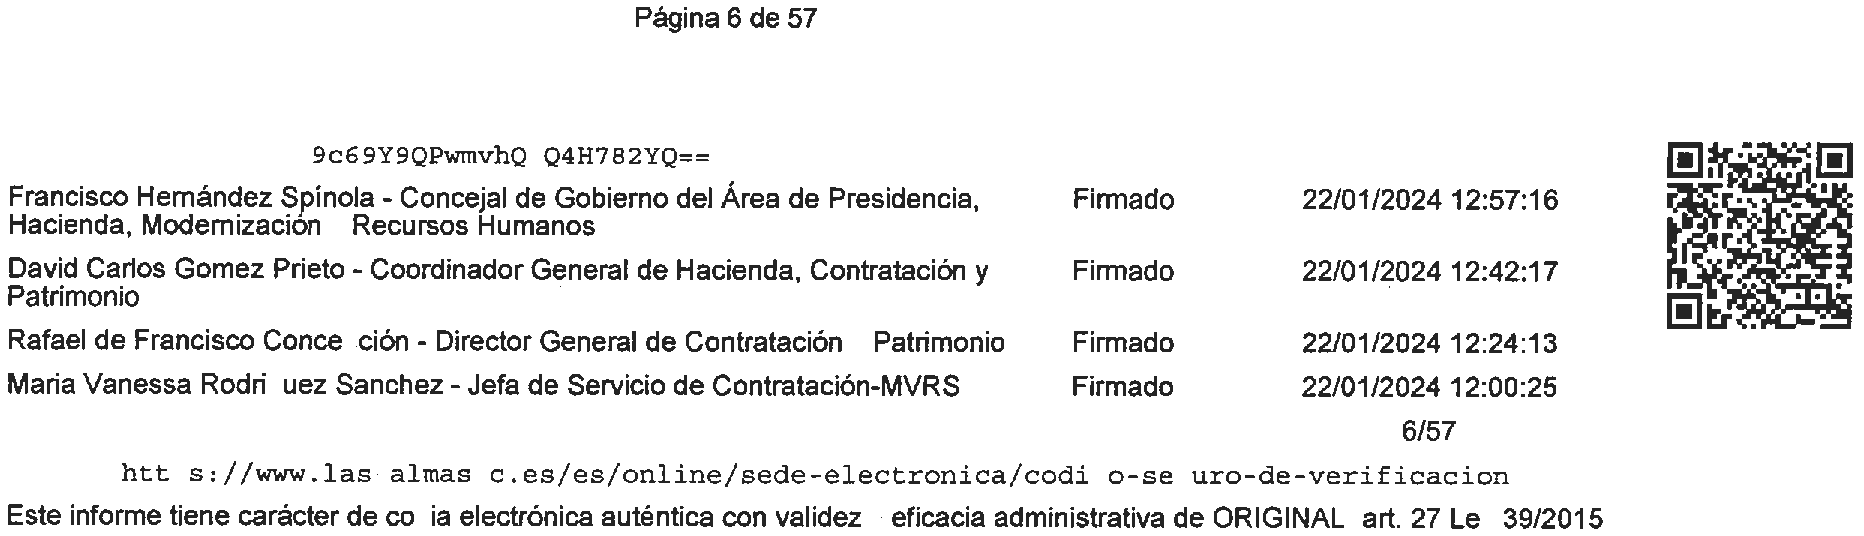 Página 6 de 57
9c69Y9QPwmvhQ Q4H782YQ==
Francisco Hernández Spínola - Concejal de Gobierno del Área de Presidencia, Firmado 22/01/2024 12:57:16
Hacienda, Modernización Recursos Humanos
David Carlos Gomez Prieto - Coordinador General de Hacienda, Contratación y Firmado 22/01/2024 12:42:17
Patrimonio
Rafael de Francisco Conce ción - Director General de Contratación Patrimonio Firmado 22/01/2024 12:24:13
Maria Vanessa Rodri uez Sanchez - Jefa de Servicio de Contratación-MVRS Firmado 22/01/2024 12:00:25
6/57
htt s://www.las almas c.es/es/online/sede-electronica/codi o-se uro-de-verificacion
Este informe tiene carácter de co ia electrónica auténtica con validez eficacia administrativa de ORIGINAL art. 27 Le 39/2015